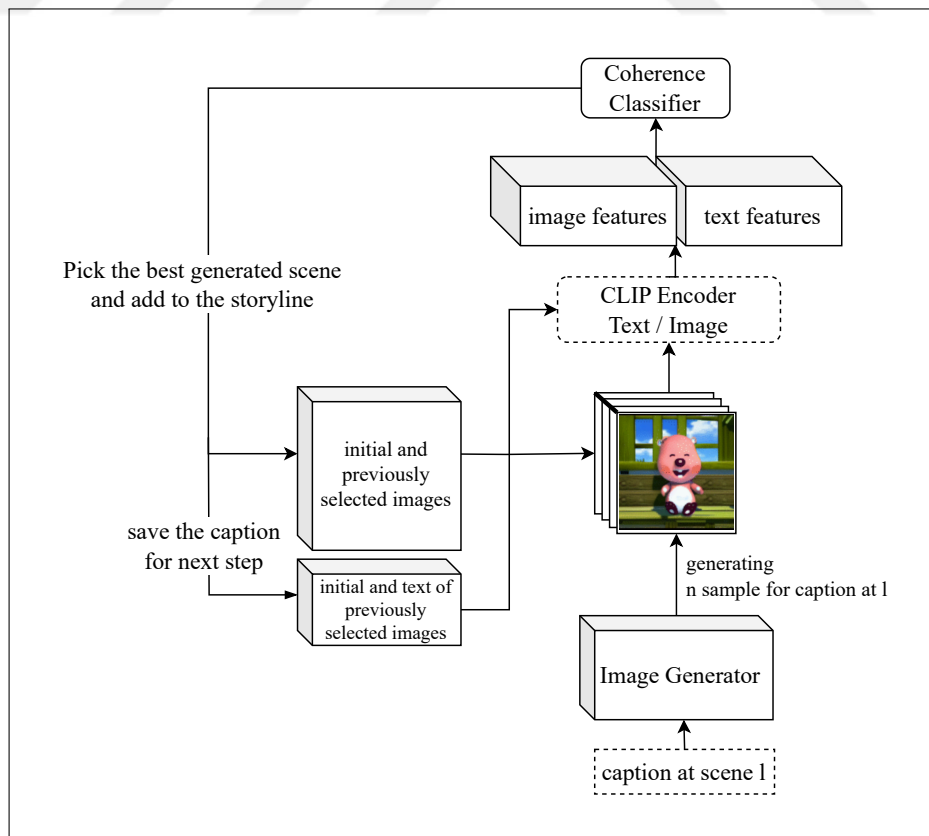 Coherence
Classifier
image features
text features
Pick the best generated scene
and add to the storyline
CLIP Encoder
Text / Image
initial and
previously
selected images
save the caption
for next step
initial and text of
previously
selected images
generating
n sample for caption at l
Image Generator
caption at scene l